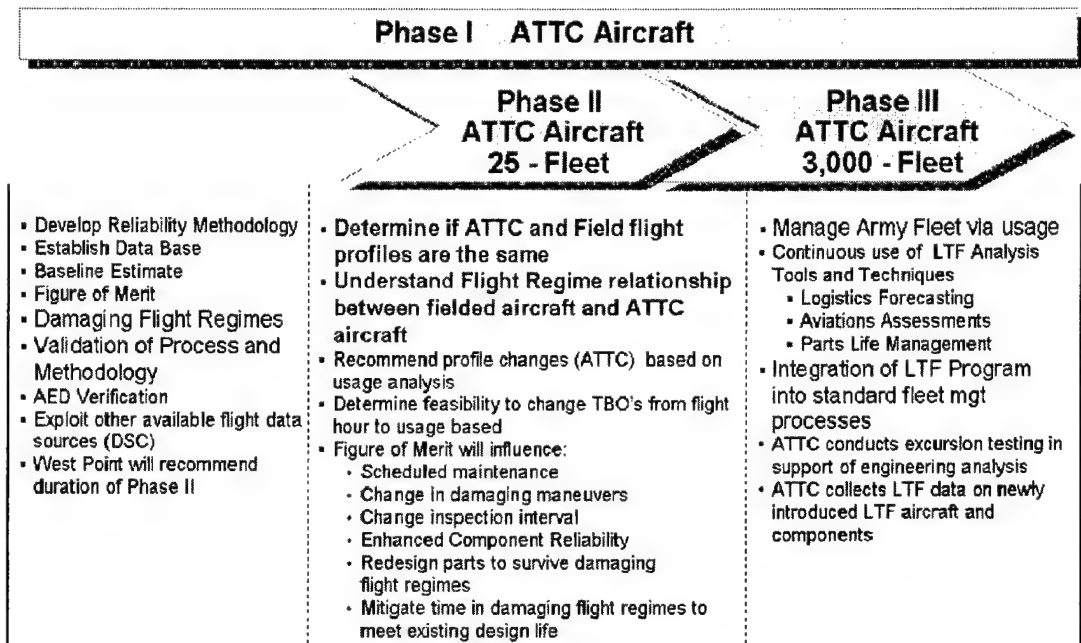 Phase I ATTC Aircraft
Phase II
ATTC Aircraft
25 - Fleet
Phase III
ATTC Aircraft
3,000 - Fleet
▪ Develop Reliability Methodology
▪ Establish Data Base
▪ Baseline Estimate
▪ Figure of Merit
▪ Damaging Flight Regimes
▪ Validation of Process and
Methodology
▪ AED Verification
▪ Exploit other available flight data
sources (DSC)
▪ West Point will recommend
duration of Phase II
▪ Determine if ATTC and Field flight
profiles are the same
▪ Understand Flight Regime relationship
between fielded aircraft and ATTC
aircraft
▪ Recommend profile changes (ATTC) based on
usage analysis
▪ Determine feasibility to change TBO's from flight
hour to usage based
▪ Figure of Merit will influence:
• Scheduled maintenance
• Change in damaging maneuvers
• Change inspection interval
• Enhanced Component Reliability
• Redesign parts to survive damaging
flight regimes
• Mitigate time in damaging flight regimes to
meet existing design life
▪ Manage Army Fleet via usage
▪ Continuous use of LTF Analysis
Tools and Techniques
▪ Logistics Forecasting
▪ Aviations Assessments
▪ Parts Life Management
▪ Integration of LTF Program
into standard fleet mgt
processes
▪ ATTC conducts excursion testing in
support of engineering analysis
▪ ATTC collects LTF data on newly
introduced LTF aircraft and
components